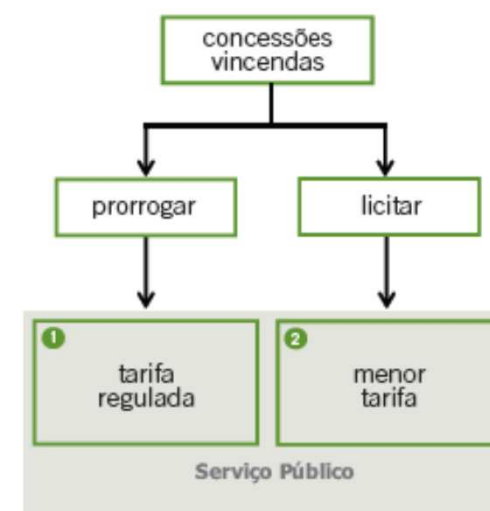 concessões
vincendas
prorrogar
licitar
1
tarifa
regulada
2
menor
tarifa
Serviço Público